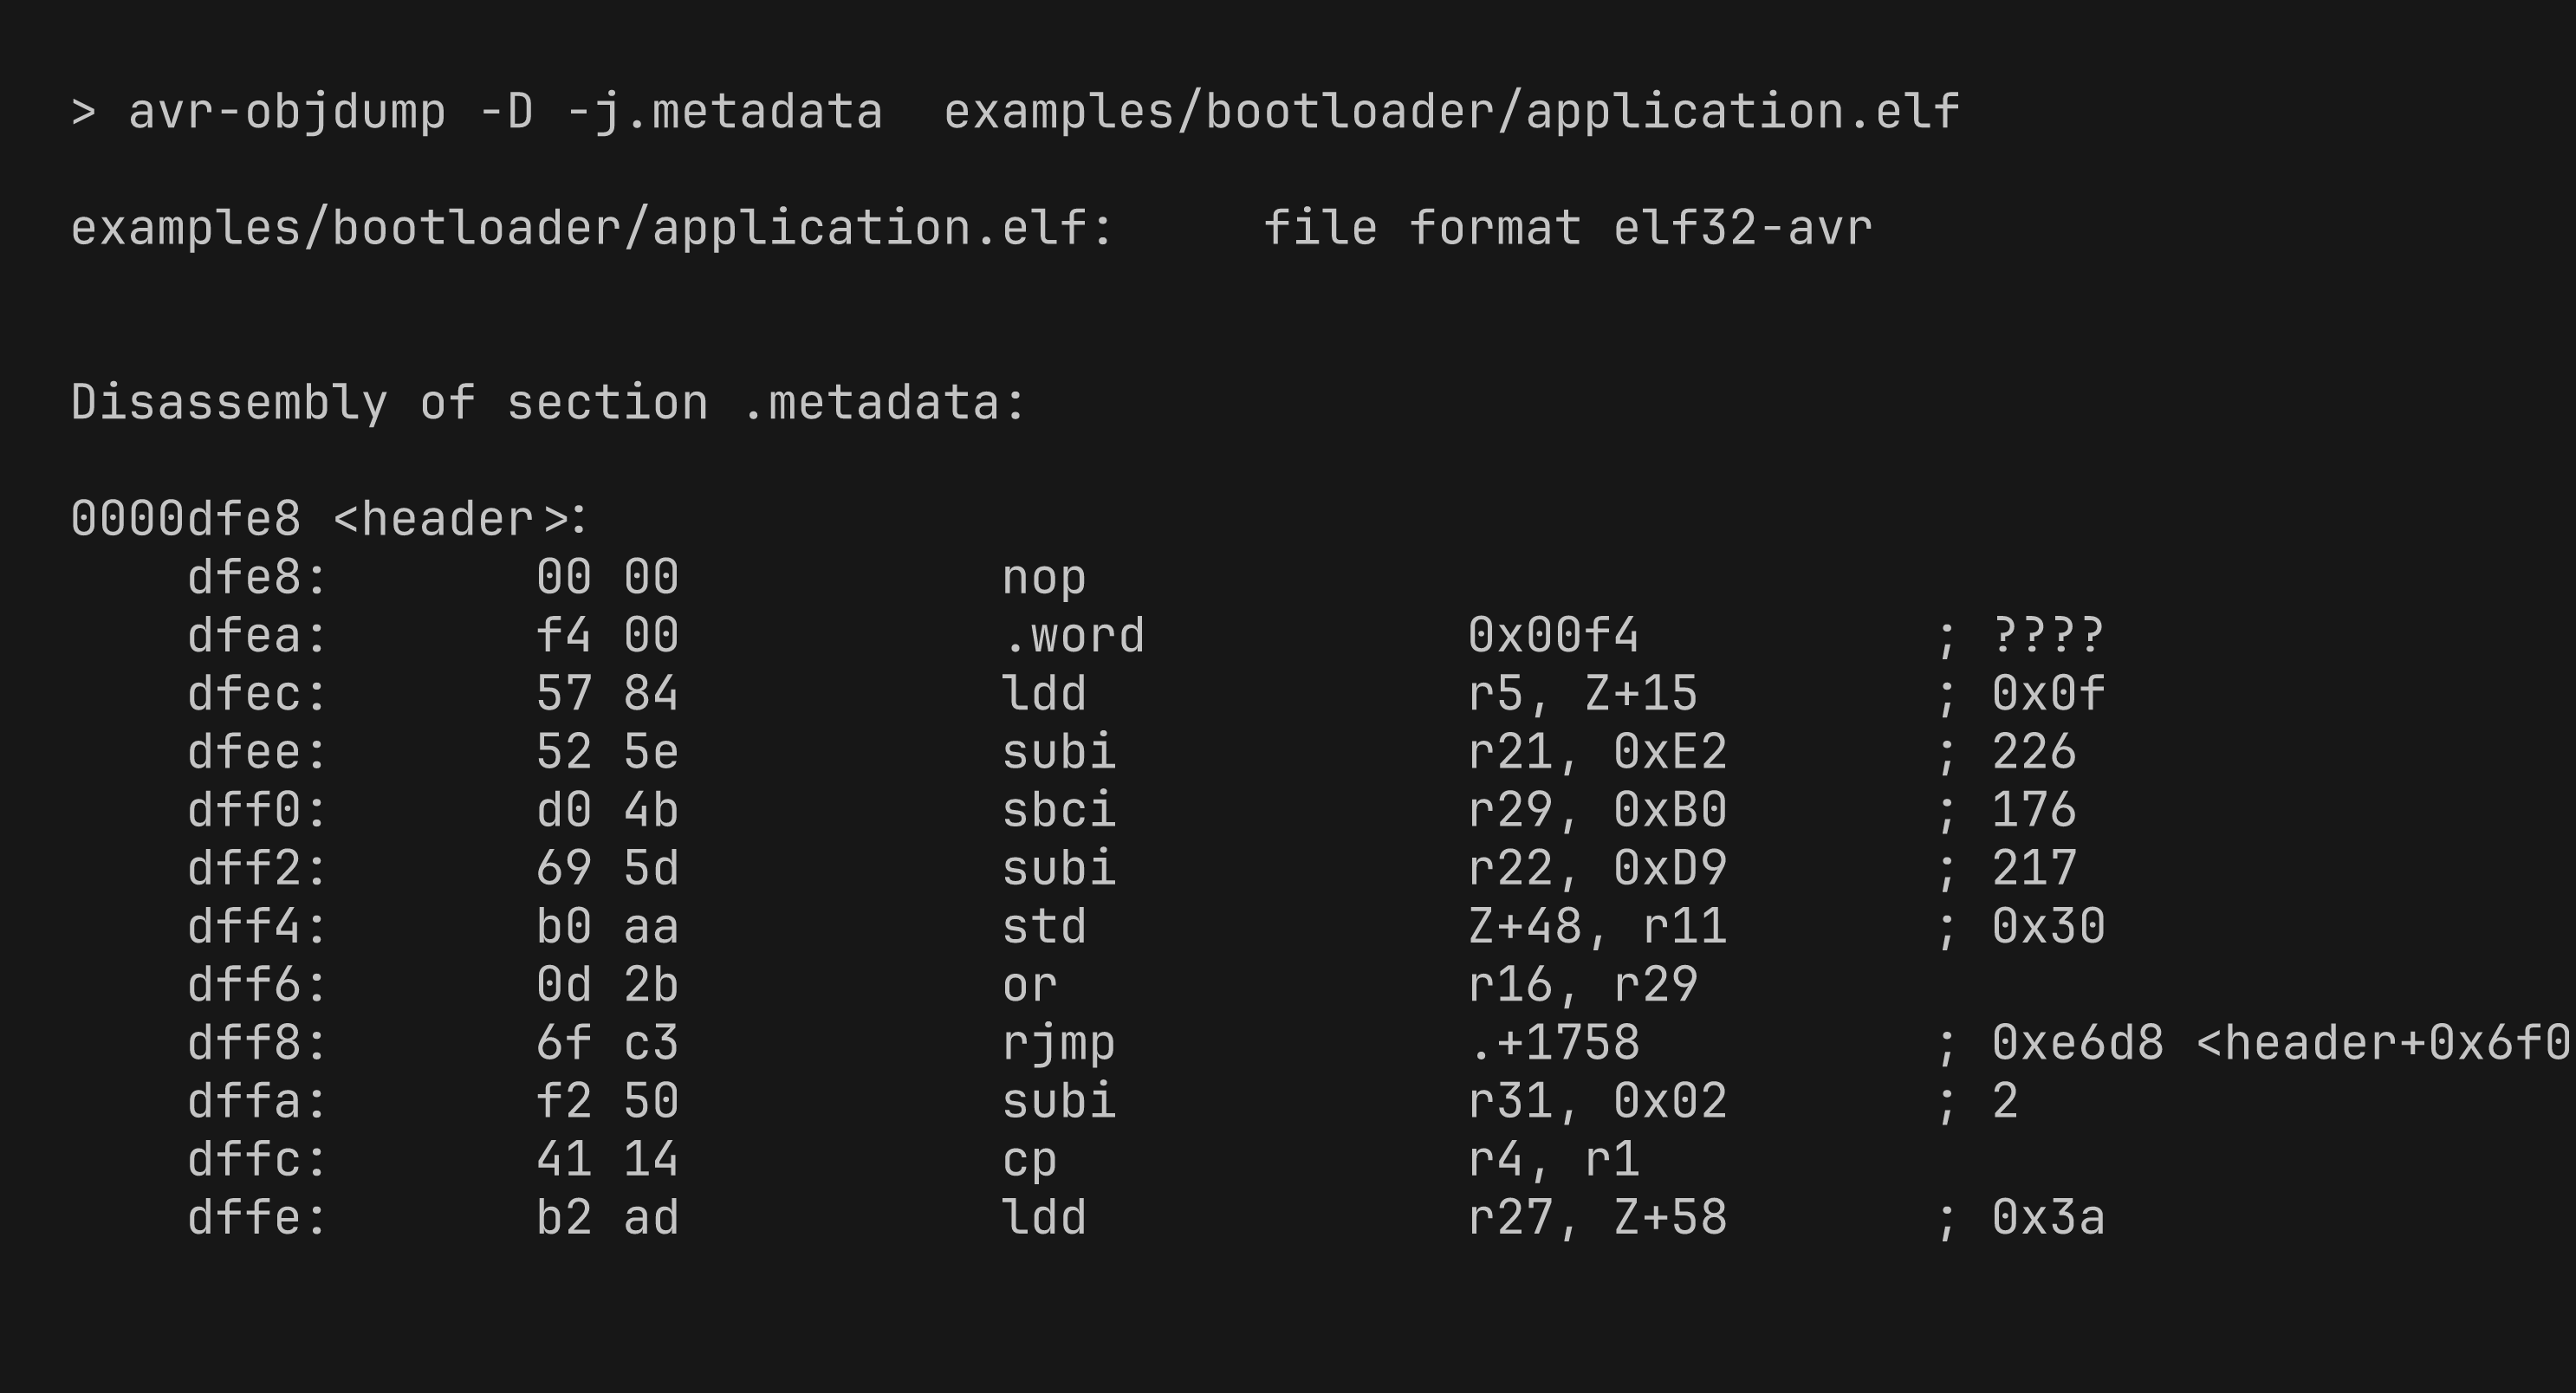 > avr-objdump -D -j.metadata  examples/bootloader/application.elf
examples/bootloader/application.elf:     file format elf32-avr
Disassembly of section .metadata:
0000dfe8 <header>:
    dfe8:       00 00           nop
    dfea:       f4 00           .word           0x00f4          ; ????
    dfec:       57 84           ldd             r5, Z+15        ; 0x0f
    dfee:       52 5e           subi            r21, 0xE2       ; 226
    dff0:       d0 4b           sbci            r29, 0xB0       ; 176
    dff2:       69 5d           subi            r22, 0xD9       ; 217
    dff4:       b0 aa           std             Z+48, r11       ; 0x30
    dff6:       0d 2b           or              r16, r29
    dff8:       6f c3           rjmp            .+1758          ; 0xe6d8 <header+0x6f0
    dffa:       f2 50           subi            r31, 0x02       ; 2
    dffc:       41 14           cp              r4, r1
    dffe:       b2 ad           ldd             r27, Z+58       ; 0x3a